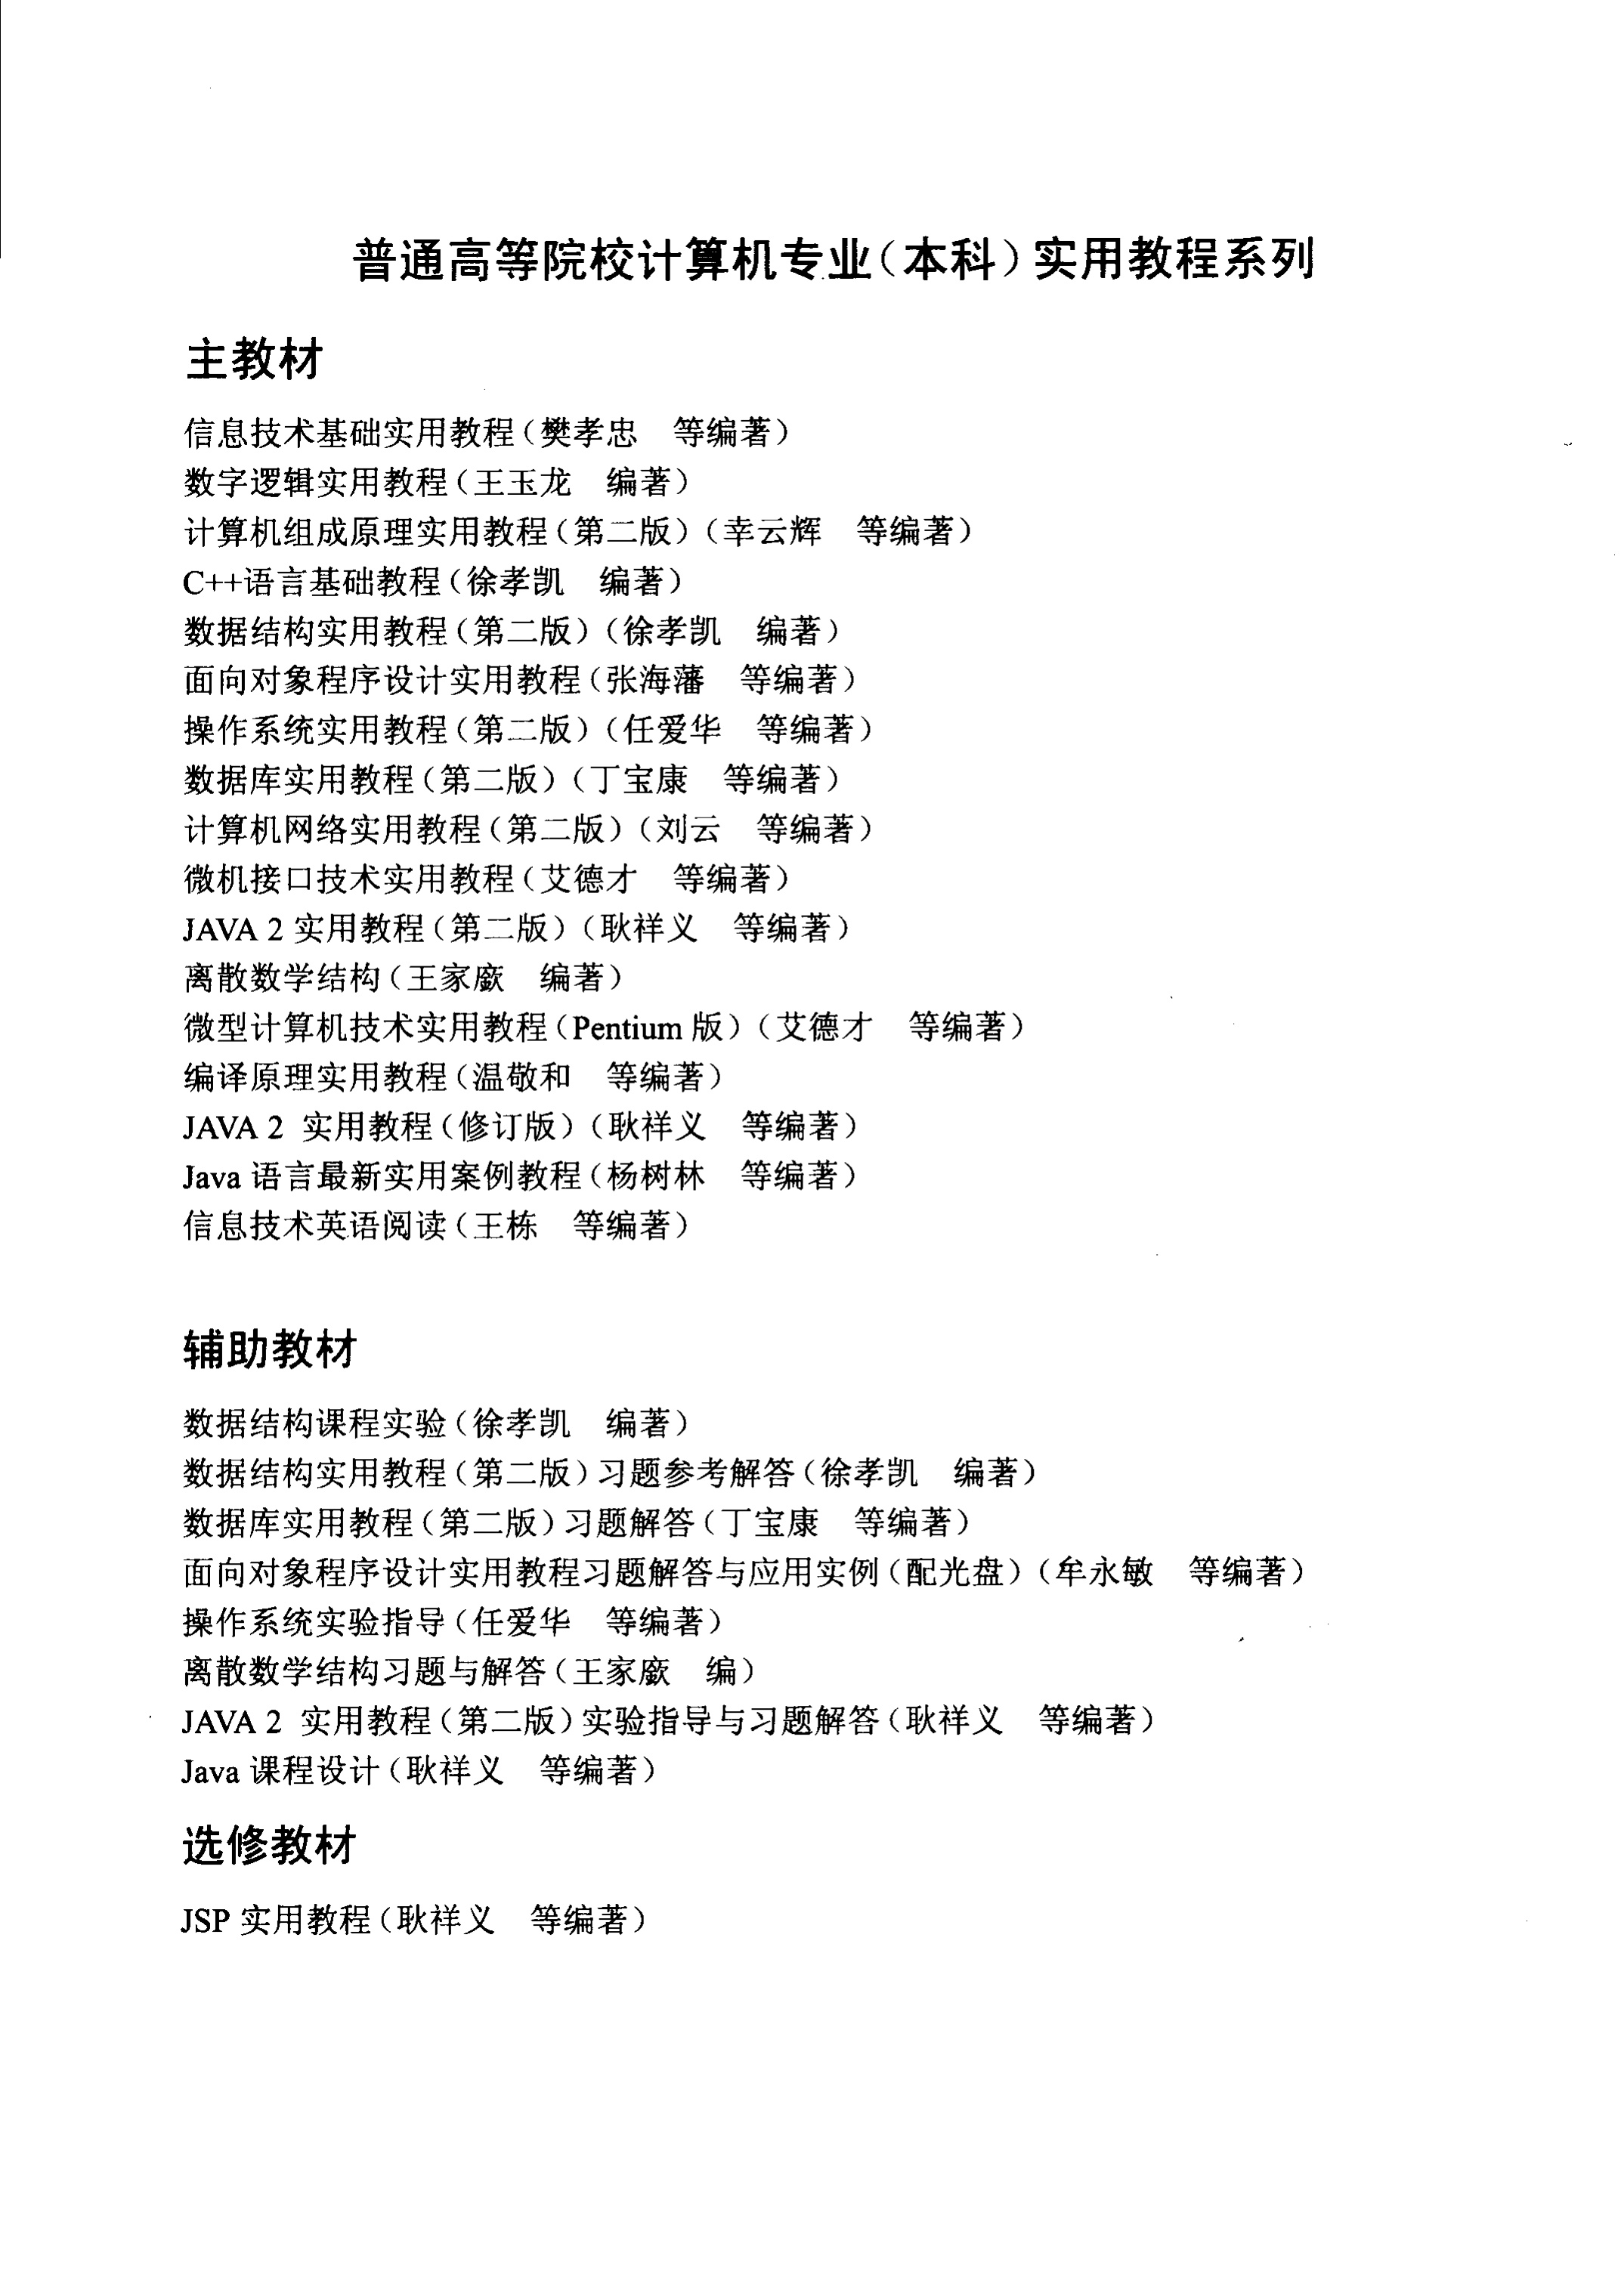 普通高等院校计算机专业（本科）实用教程系列
主教材
信息技术基础实用教程（樊孝忠　等编著）
数字逻辑实用教程（王玉龙　编著）
计算机组成原理实用教程（第二版）（幸云辉　等编著）
C++语言基础教程（徐孝凯　编著）
数据结构实用教程（第二版）（徐孝凯　编著）
面向对象程序设计实用教程（张海藩　等编著）
操作系统实用教程（第二版）（任爱华　等编著）
数据库实用教程（第二版）（丁宝康　等编著）
计算机网络实用教程（第二版）（刘云　等编著）
微机接口技术实用教程（艾德才　等编著）
JAVA 2 实用教程（第二版）（耿祥义　等编著）
离散数学结构（王家廞　编著）
微型计算机技术实用教程（Pentium 版）（艾德才　等编著）
编译原理实用教程（温敬和　等编著）
JAVA 2 实用教程（修订版）（耿祥义　等编著）
Java 语言最新实用案例教程（杨树林　等编著）
信息技术英语阅读（王栋　等编著）
辅助教材
数据结构课程实验（徐孝凯　编著）
数据结构实用教程（第二版）习题参考解答（徐孝凯　编著）
数据库实用教程（第二版）习题解答（丁宝康　等编著）
面向对象程序设计实用教程习题解答与应用实例（配光盘）（牟永敏　等编著）
操作系统实验指导（任爱华　等编著）
离散数学结构习题与解答（王家廞　编）
JAVA 2 实用教程（第二版）实验指导与习题解答（耿祥义　等编著）
Java 课程设计（耿祥义　等编著）
选修教材
JSP 实用教程（耿祥义　等编著）